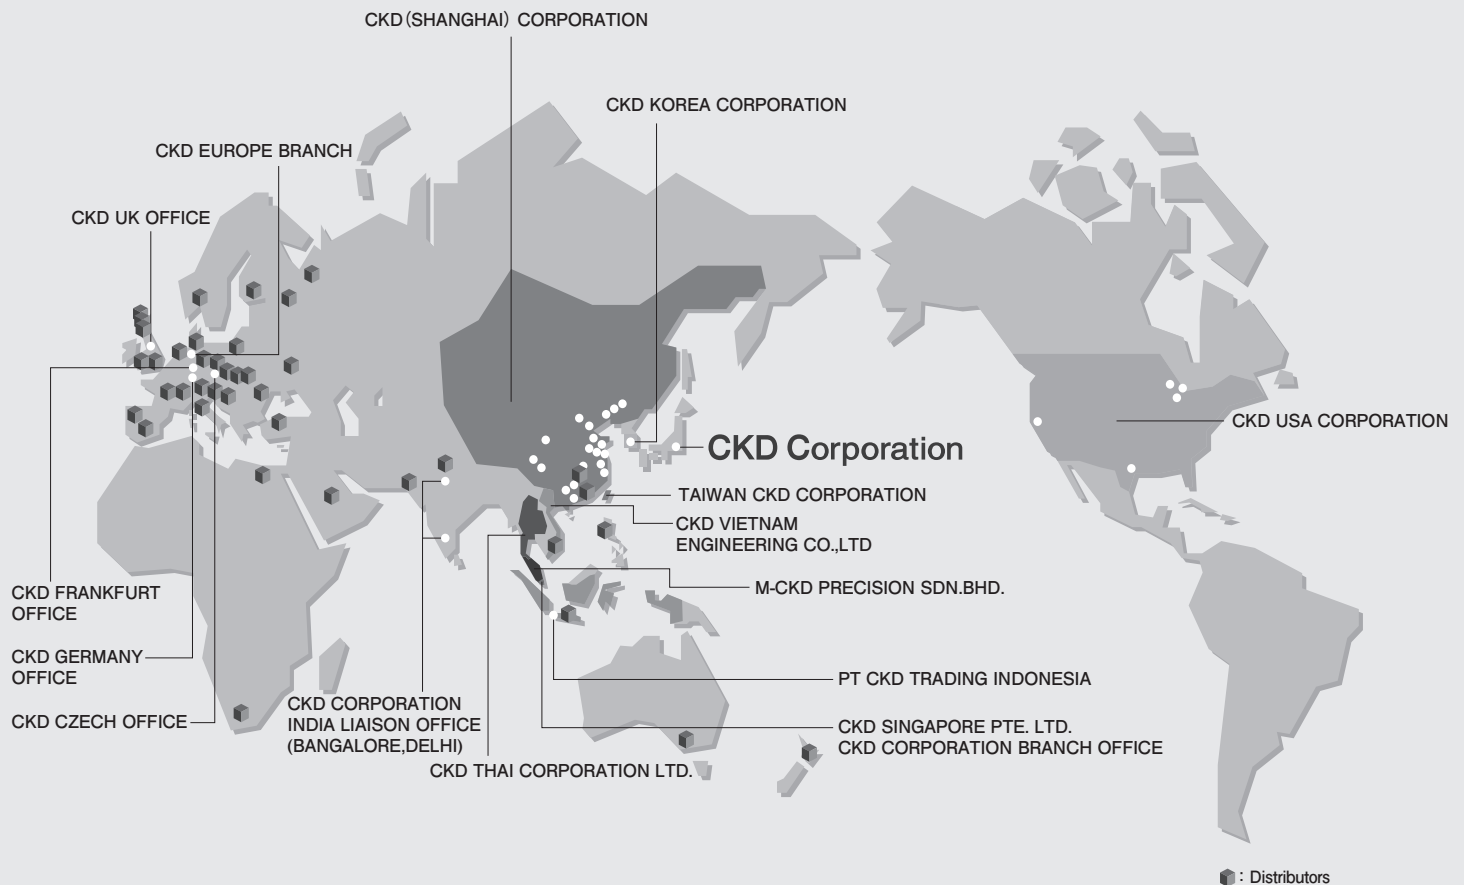 CKD(SHANGHAI) CORPORATION
CKD KOREA CORPORATION
CKD EUROPE BRANCH
CKD UK OFFICE
CKD USA CORPORATION
CKD Corporation
TAIWAN CKD CORPORATION
CKD VIETNAM
ENGINEERING CO.,LTD
M-CKD PRECISION SDN.BHD.
CKD FRANKFURT
OFFICE
CKD GERMANY
OFFICE
CKD CZECH OFFICE
CKD CORPORATION
INDIA LIAISON OFFICE
(BANGALORE,DELHI)
CKD THAI CORPORATION LTD.
PT CKD TRADING INDONESIA
CKD SINGAPORE PTE. LTD.
CKD CORPORATION BRANCH OFFICE
: Distributors